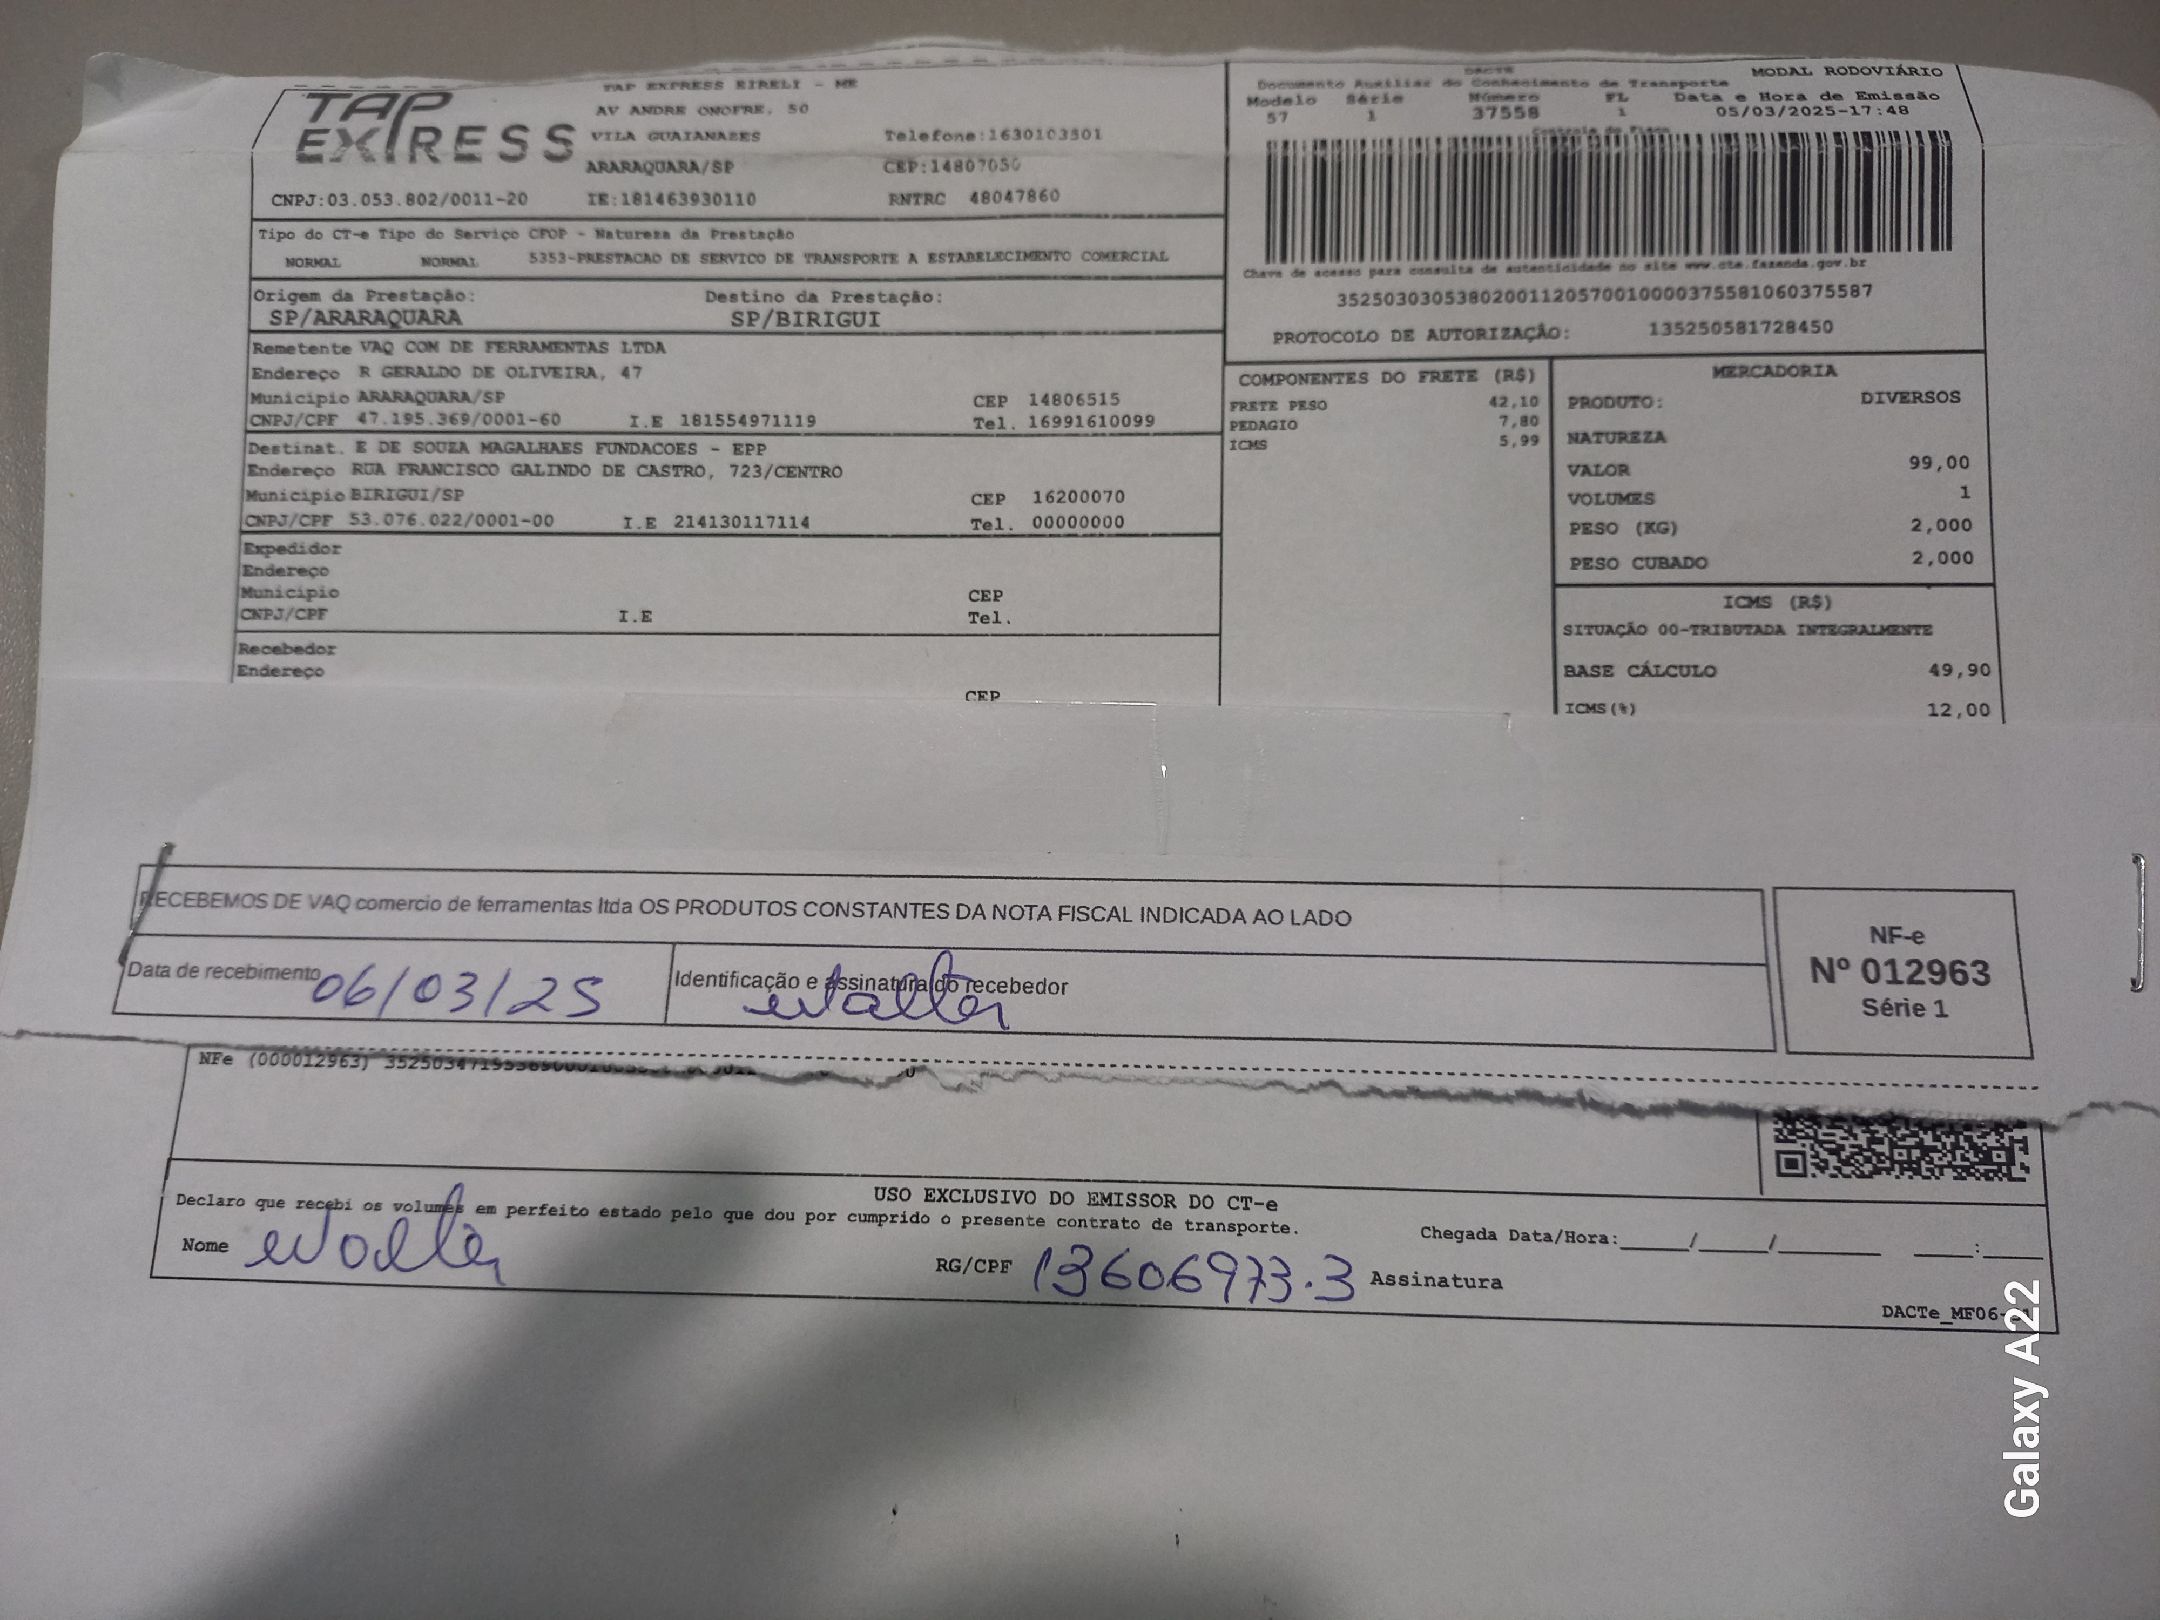 TAP EXPRESS
TAP EXPRESS EIRELI - ME
AV ANDRE ONOFRE, 50
VILA GUAIANASES Telefone:1630103501
ARARAQUARA/SP CEP:14807050
CNPJ:03.053.802/0011-20 IE:181463930110 RNTRC 48047860
DACTE MODAL RODOVIÁRIO
Documento Auxiliar do Conhecimento de Transporte
Modelo Série Número FL Data e Hora de Emissão
57 1 37558 1 05/03/2025-17:48
Controle do Fisco
Chave de acesso para consulta de autenticidade no site www.cte.fazenda.gov.br
35250303053802001120570010000375581060375587
PROTOCOLO DE AUTORIZAÇÃO: 135250581728450
Tipo do CT-e Tipo do Serviço CFOP - Natureza da Prestação
NORMAL NORMAL 5353-PRESTACAO DE SERVICO DE TRANSPORTE A ESTABELECIMENTO COMERCIAL
Origem da Prestação: Destino da Prestação:
SP/ARARAQUARA SP/BIRIGUI
Remetente VAQ COM DE FERRAMENTAS LTDA
Endereço R GERALDO DE OLIVEIRA, 47
Municipio ARARAQUARA/SP CEP 14806515
CNPJ/CPF 47.195.369/0001-60 I.E 181554971119 Tel. 16991610099
Destinat. E DE SOUZA MAGALHAES FUNDACOES - EPP
Endereço RUA FRANCISCO GALINDO DE CASTRO, 723/CENTRO
Municipio BIRIGUI/SP CEP 16200070
CNPJ/CPF 53.076.022/0001-00 I.E 214130117114 Tel. 00000000
Expedidor
Endereço
Municipio CEP
CNPJ/CPF I.E Tel.
Recebedor
Endereço
CEP
COMPONENTES DO FRETE (R$)
FRETE PESO 42,10
PEDAGIO 7,80
ICMS 5,99
MERCADORIA
PRODUTO: DIVERSOS
NATUREZA
VALOR 99,00
VOLUMES 1
PESO (KG) 2,000
PESO CUBADO 2,000
ICMS (R$)
SITUAÇÃO 00-TRIBUTADA INTEGRALMENTE
BASE CÁLCULO 49,90
ICMS(%) 12,00
RECEBEMOS DE VAQ comercio de ferramentas ltda OS PRODUTOS CONSTANTES DA NOTA FISCAL INDICADA AO LADO
Data de recebimento 06/03/25
Identificação e assinatura do recebedor
Walter
NF-e
Nº 012963
Série 1
NFe (000012963)
USO EXCLUSIVO DO EMISSOR DO CT-e
Declaro que recebi os volumes em perfeito estado pelo que dou por cumprido o presente contrato de transporte.
Chegada Data/Hora:_____/_____/_______ ____:____
Nome Walter RG/CPF 13606973.3 Assinatura
DACTe_MF06-
Galaxy A22